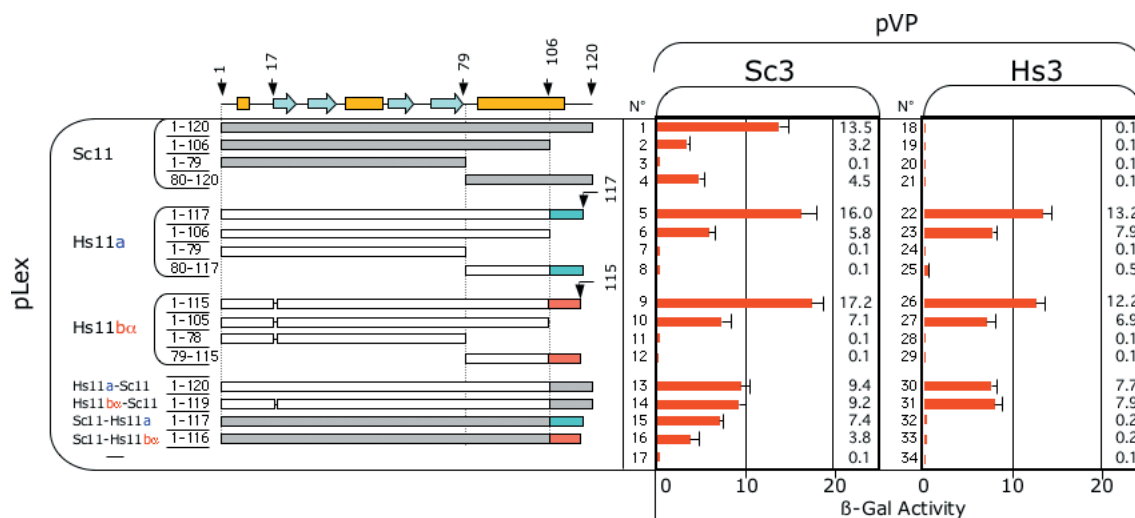 pVP
Sc3 Hs3
1 17 79 106 120
N° N°
Sc11
1-120 1 13.5 18 0.1
1-106 2 3.2 19 0.1
1-79 3 0.1 20 0.1
80-120 4 4.5 21 0.1
117
Hs11a
1-117 5 16.0 22 13.2
1-106 6 5.8 23 7.9
1-79 7 0.1 24 0.1
80-117 8 0.1 25 0.5
115
pLex
Hs11bα
1-115 9 17.2 26 12.2
1-105 10 7.1 27 6.9
1-78 11 0.1 28 0.1
79-115 12 0.1 29 0.1
Hs11a-Sc11 1-120 13 9.4 30 7.7
Hs11bα-Sc11 1-119 14 9.2 31 7.9
Sc11-Hs11a 1-117 15 7.4 32 0.2
Sc11-Hs11bα 1-116 16 3.8 33 0.2
— 17 0.1 34 0.1
0 10 20 0 10 20
ß-Gal Activity